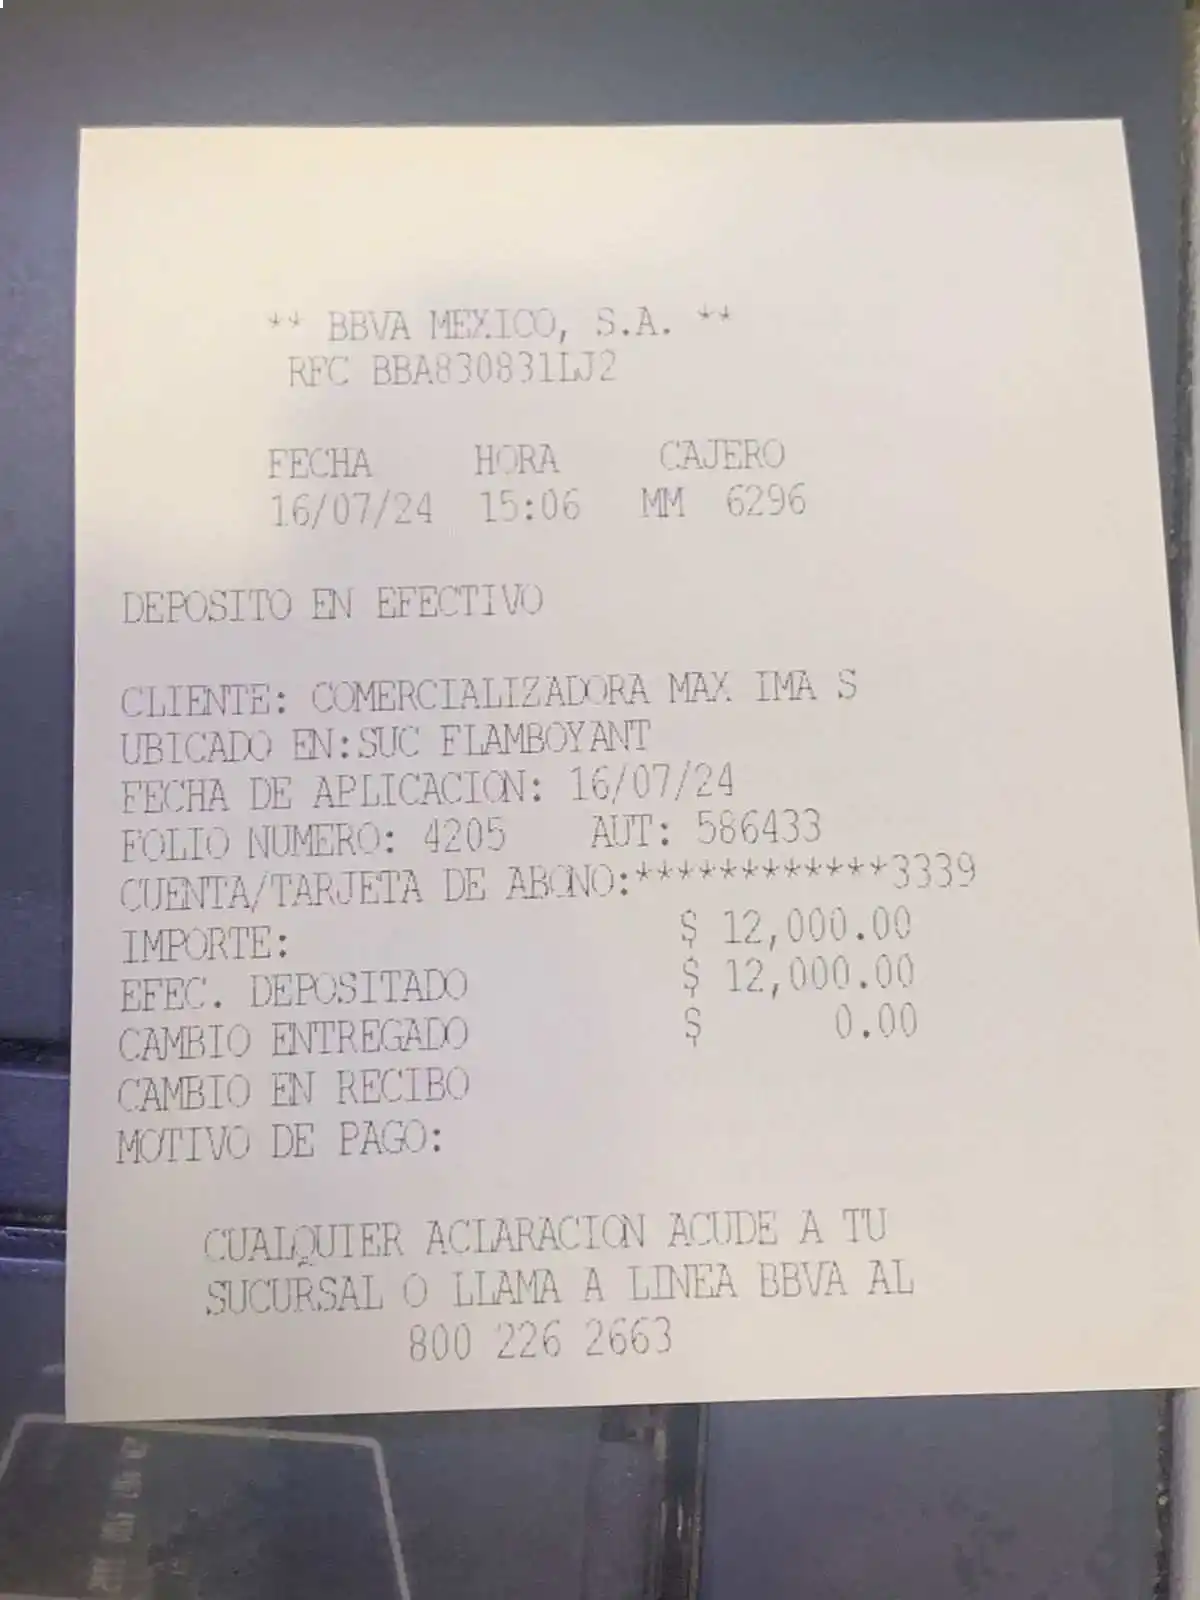 ** BBVA MEXICO, S.A. **
RFC BBA830831LJ2
FECHA HORA CAJERO
16/07/24 15:06 MM 6296
DEPOSITO EN EFECTIVO
CLIENTE: COMERCIALIZADORA MAX IMA S
UBICADO EN:SUC FLAMBOYANT
FECHA DE APLICACION: 16/07/24
FOLIO NUMERO: 4205 AUT: 586433
CUENTA/TARJETA DE ABONO:************3339
IMPORTE: $ 12,000.00
EFEC. DEPOSITADO $ 12,000.00
CAMBIO ENTREGADO $ 0.00
CAMBIO EN RECIBO
MOTIVO DE PAGO:
CUALQUIER ACLARACION ACUDE A TU
SUCURSAL O LLAMA A LINEA BBVA AL
800 226 2663